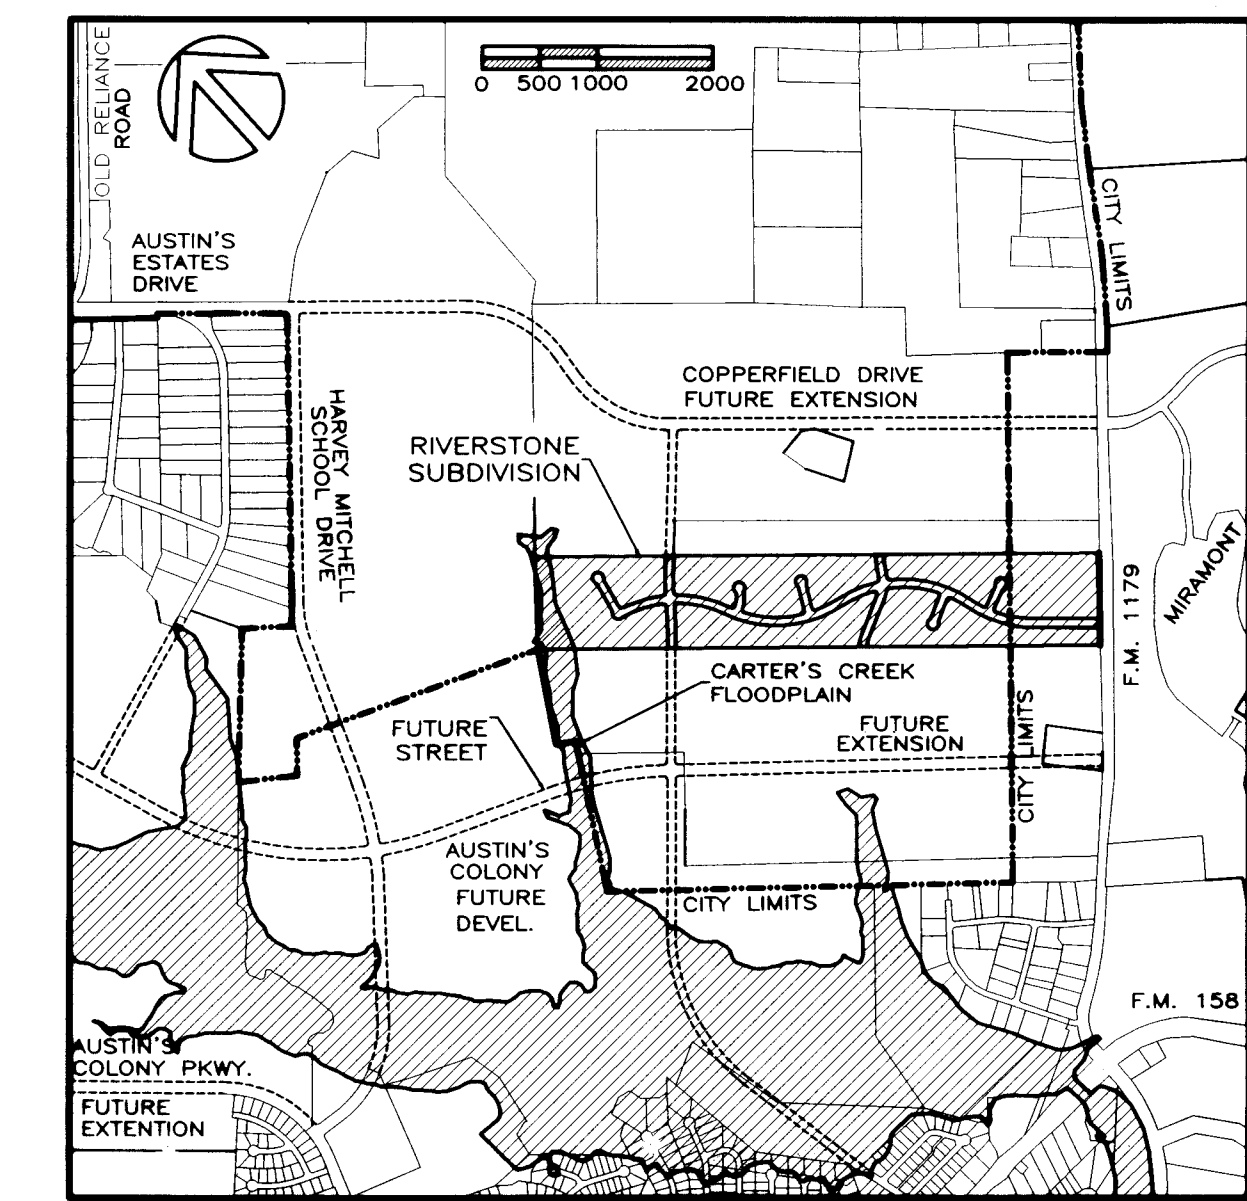 OLD RELIANCE
ROAD
0 500 1000 2000
CITY LIMITS
AUSTIN'S
ESTATES
DRIVE
COPPERFIELD DRIVE
FUTURE EXTENSION
HARVEY MITCHELL
SCHOOL DRIVE
RIVERSTONE
SUBDIVISION
MIRAMONT
F.M. 1179
CARTER'S CREEK
FLOODPLAIN
FUTURE
STREET
FUTURE
EXTENSION
CITY LIMITS
AUSTIN'S
COLONY
FUTURE
DEVEL.
CITY LIMITS
F.M. 158
AUSTIN'S
COLONY PKWY.
FUTURE
EXTENTION